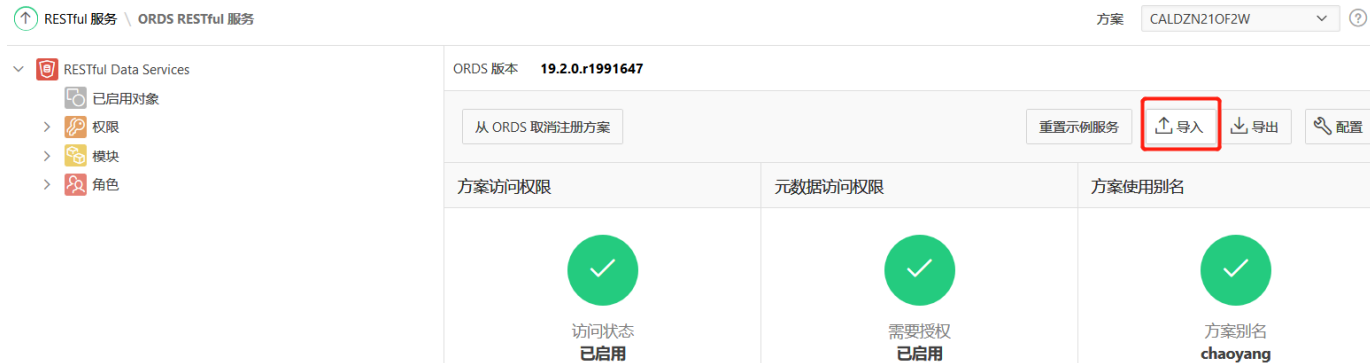 RESTful 服务 \ ORDS RESTful 服务
方案 CALDZN21OF2W
RESTful Data Services
已启用对象
权限
模块
角色
ORDS 版本 19.2.0.r1991647
从 ORDS 取消注册方案
重置示例服务
导入
导出
配置
方案访问权限
元数据访问权限
方案使用别名
访问状态
已启用
需要授权
已启用
方案别名
chaoyang